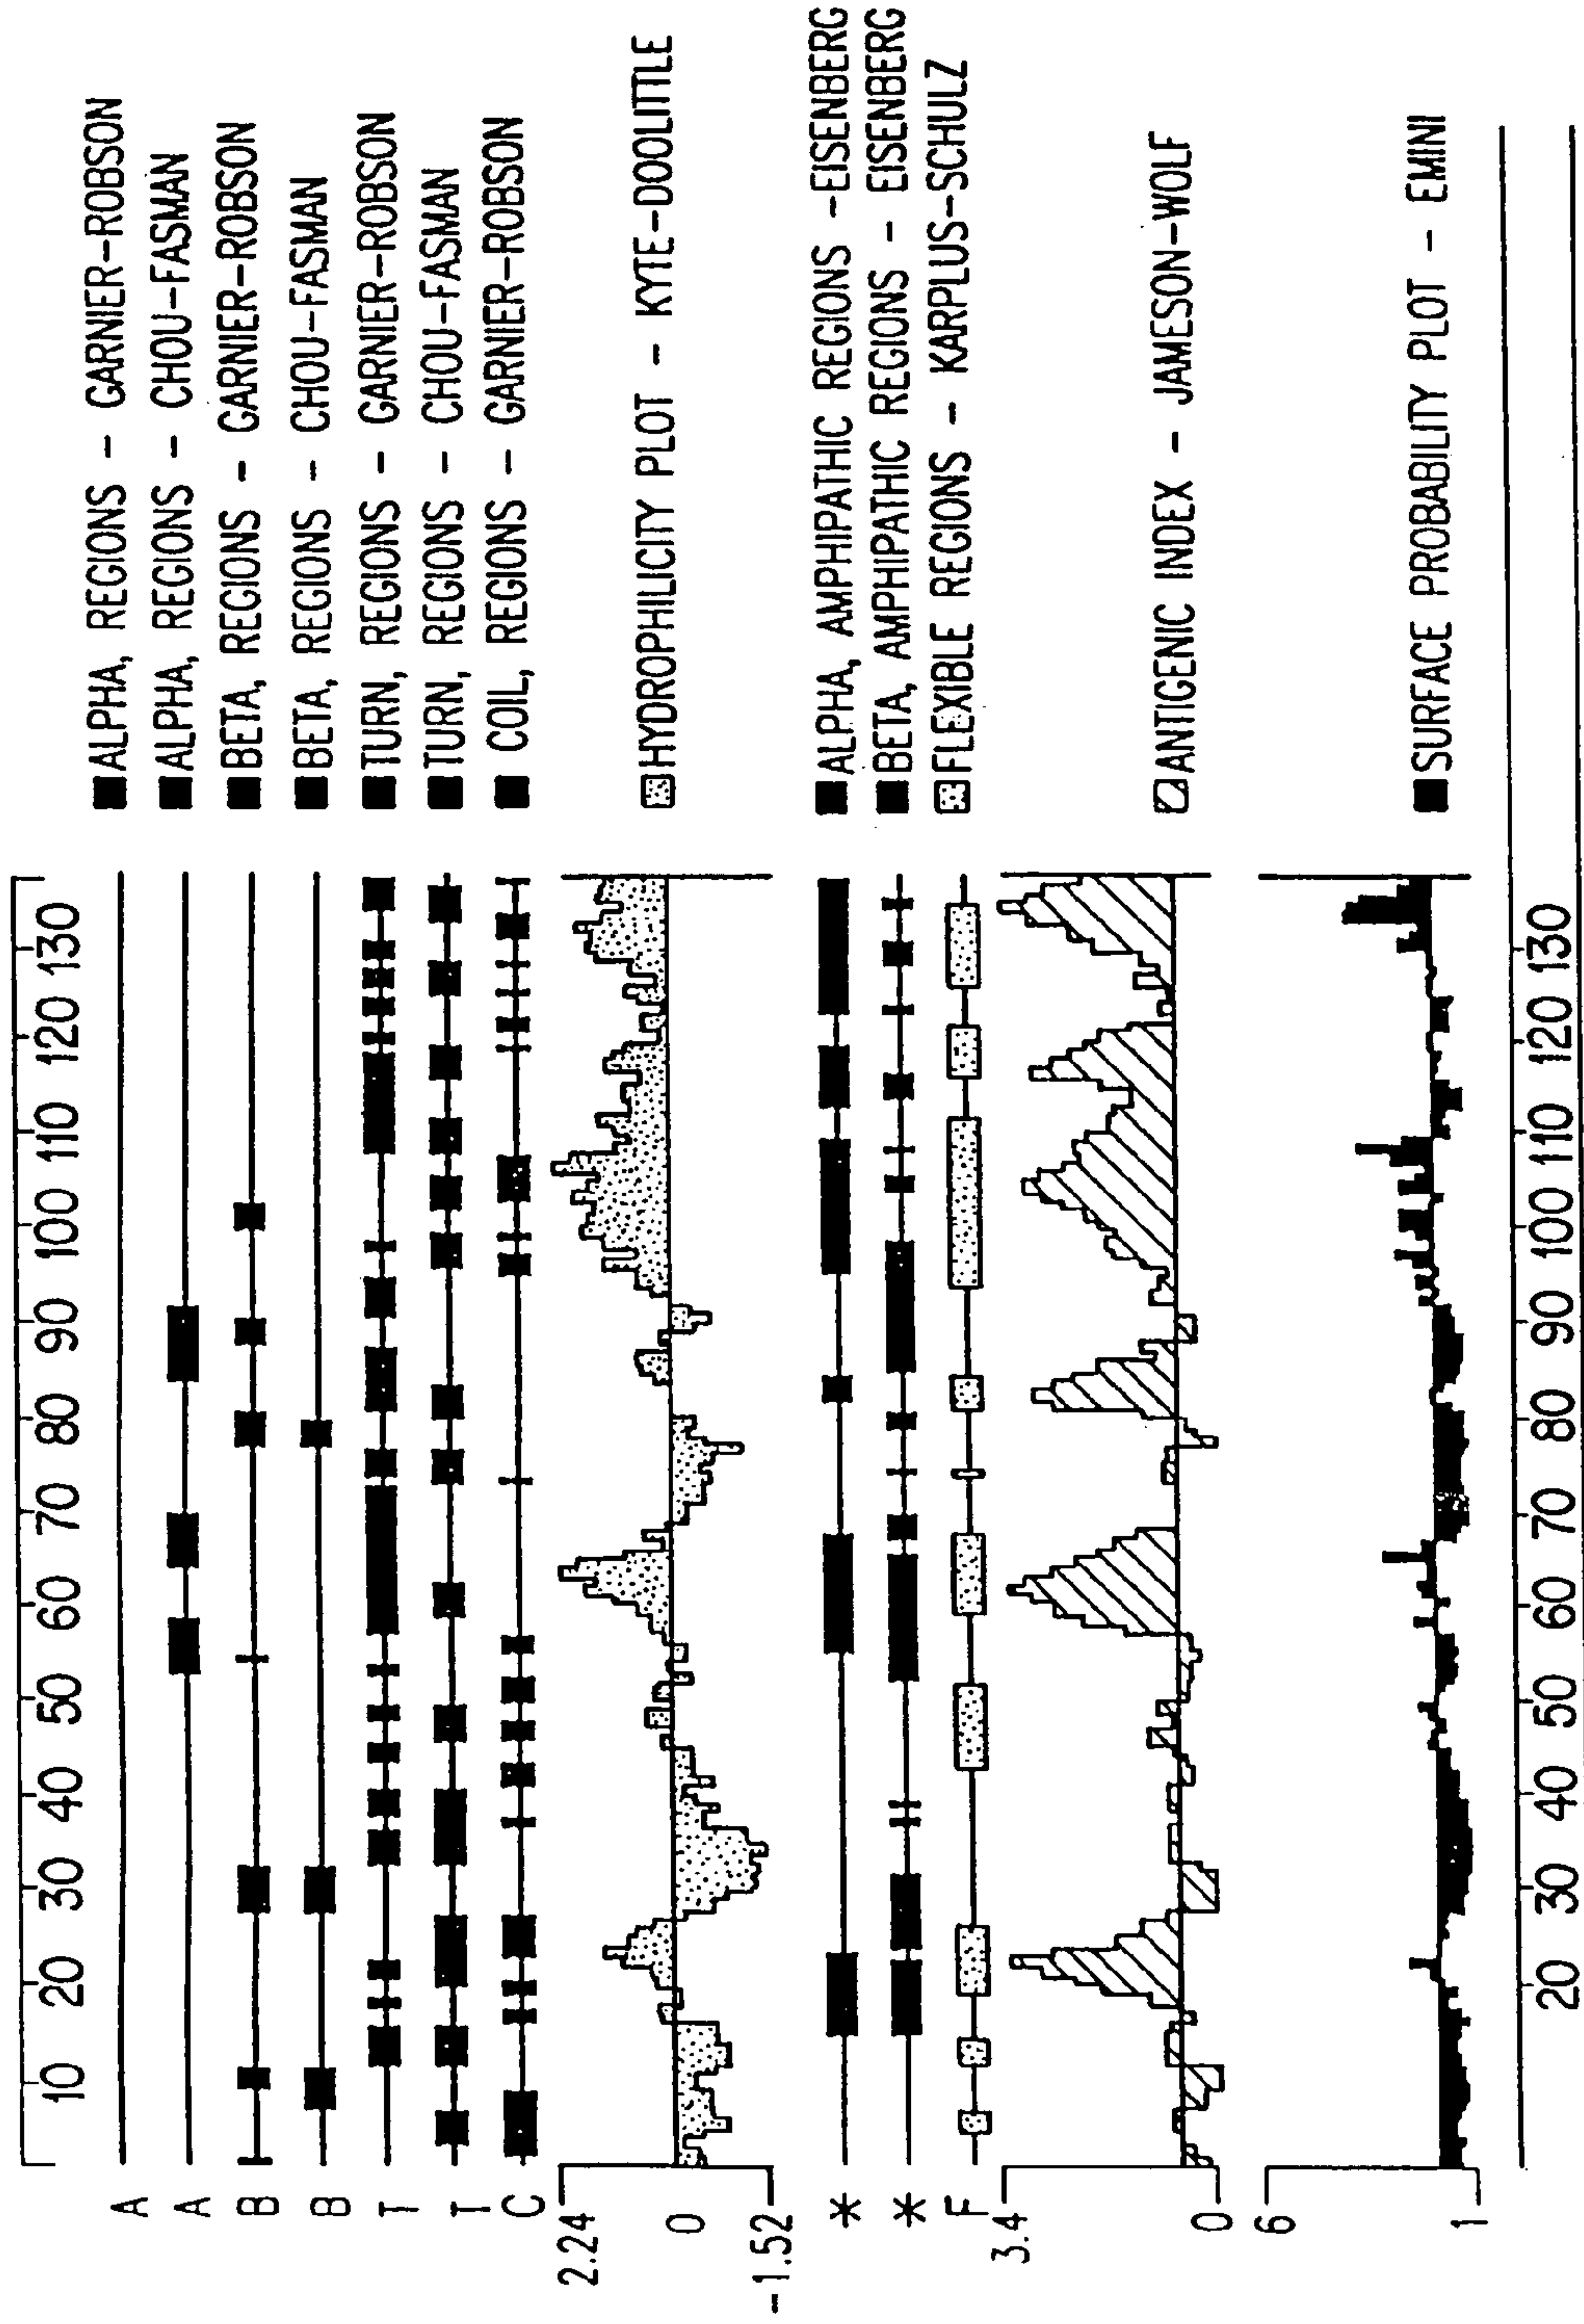 10 20 30 40 50 60 70 80 90 100 110 120 130
A ■ ALPHA, REGIONS - GARNIER-ROBSON
A ■ ALPHA, REGIONS - CHOU-FASMAN
B ■ BETA, REGIONS - GARNIER-ROBSON
B ■ BETA, REGIONS - CHOU-FASMAN
T ■ TURN, REGIONS - GARNIER-ROBSON
T ■ TURN, REGIONS - CHOU-FASMAN
C ■ COIL, REGIONS - GARNIER-ROBSON
2.24
0 HYDROPHILICITY PLOT - KYTE-DOOLITTLE
-1.52
* ■ ALPHA, AMPHIPATHIC REGIONS -EISENBERG
* ■ BETA, AMPHIPATHIC REGIONS - EISENBERG
F FLEXIBLE REGIONS - KARPLUS-SCHULZ
3.4
ANTIGENIC INDEX - JAMESON-WOLF
0
6
■ SURFACE PROBABILITY PLOT - EMINI
1
20 30 40 50 60 70 80 90 100 110 120 130